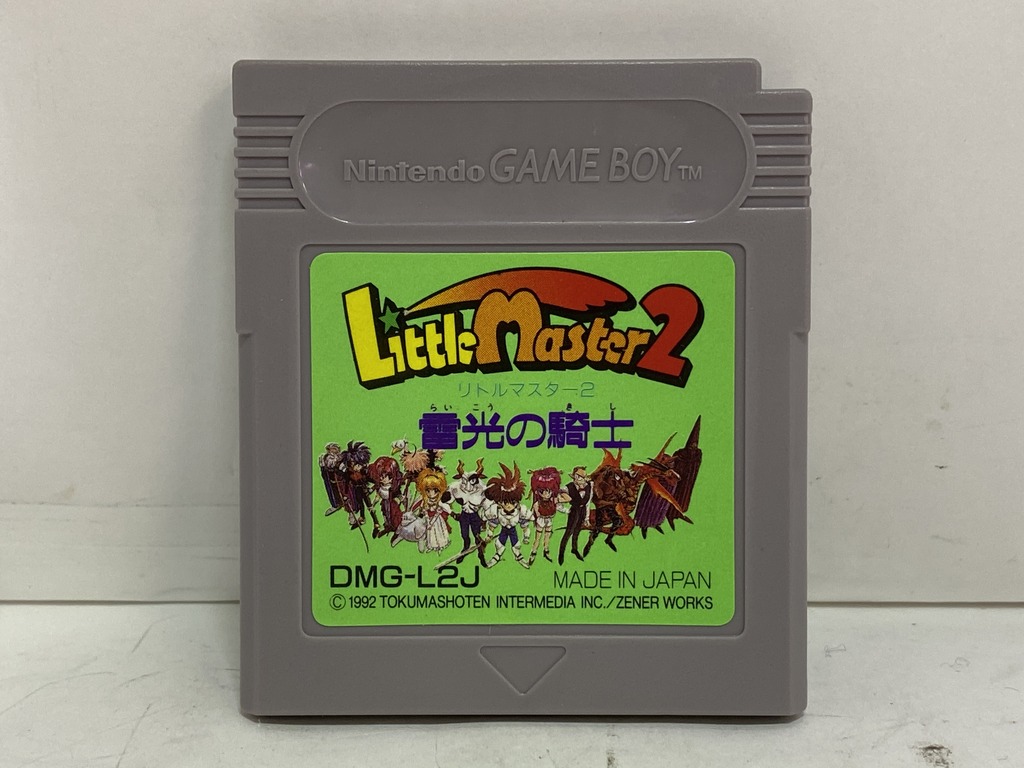 Nintendo GAME BOY™
Little Master 2
リトルマスター2
らいこう きし
雷光の騎士
DMG-L2J MADE IN JAPAN
© 1992 TOKUMASHOTEN INTERMEDIA INC./ZENER WORKS